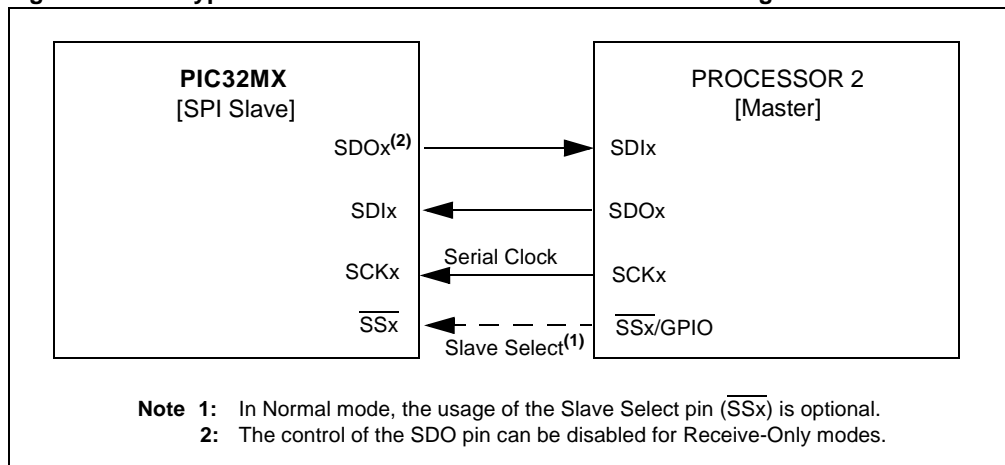 PIC32MX
[SPI Slave]
PROCESSOR 2
[Master]
SDOx(2)
SDIx
SDIx
SDOx
Serial Clock
SCKx
SCKx
SSx
SSx/GPIO
Slave Select(1)
Note 1: In Normal mode, the usage of the Slave Select pin (SSx) is optional.
2: The control of the SDO pin can be disabled for Receive-Only modes.